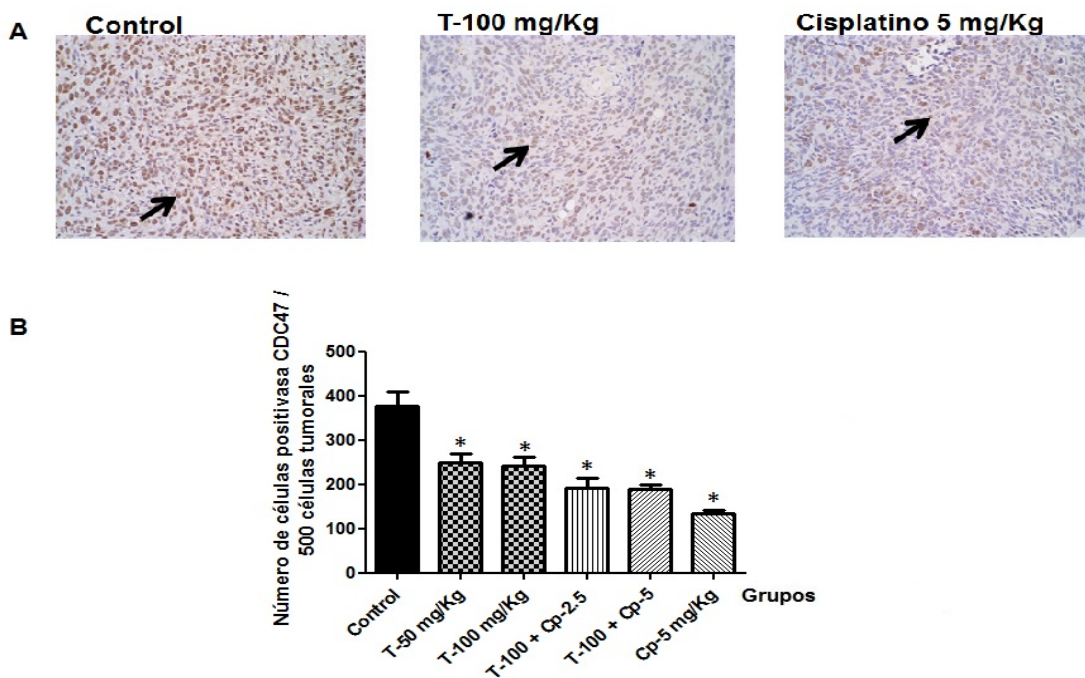 A
Control
T-100 mg/Kg
Cisplatino 5 mg/Kg
B
Número de células positivasa CDC47 /
500 células tumorales
500
400
300
200
100
0
*
*
*
*
*
Control
T-50 mg/Kg
T-100 mg/Kg
T-100 + Cp-2.5
T-100 + Cp-5
Cp-5 mg/Kg
Grupos